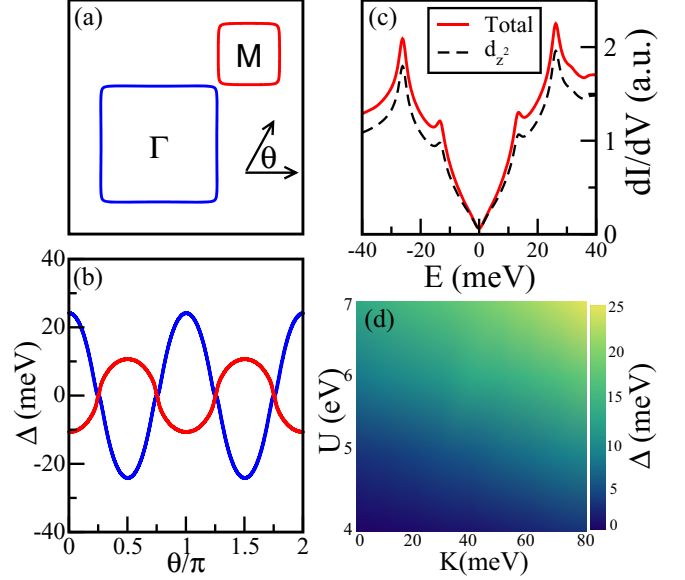 (a)
M
Γ
θ
(c)
Total
d_{z^2}
2
1
0
dI/dV (a.u.)
-40 -20 0 20 40
E (meV)
(b)
40
20
0
-20
-40
Δ (meV)
0 0.5 1 1.5 2
θ/π
(d)
7
6
5
4
U (eV)
0 20 40 60 80
K(meV)
25
20
15
10
5
0
Δ (meV)